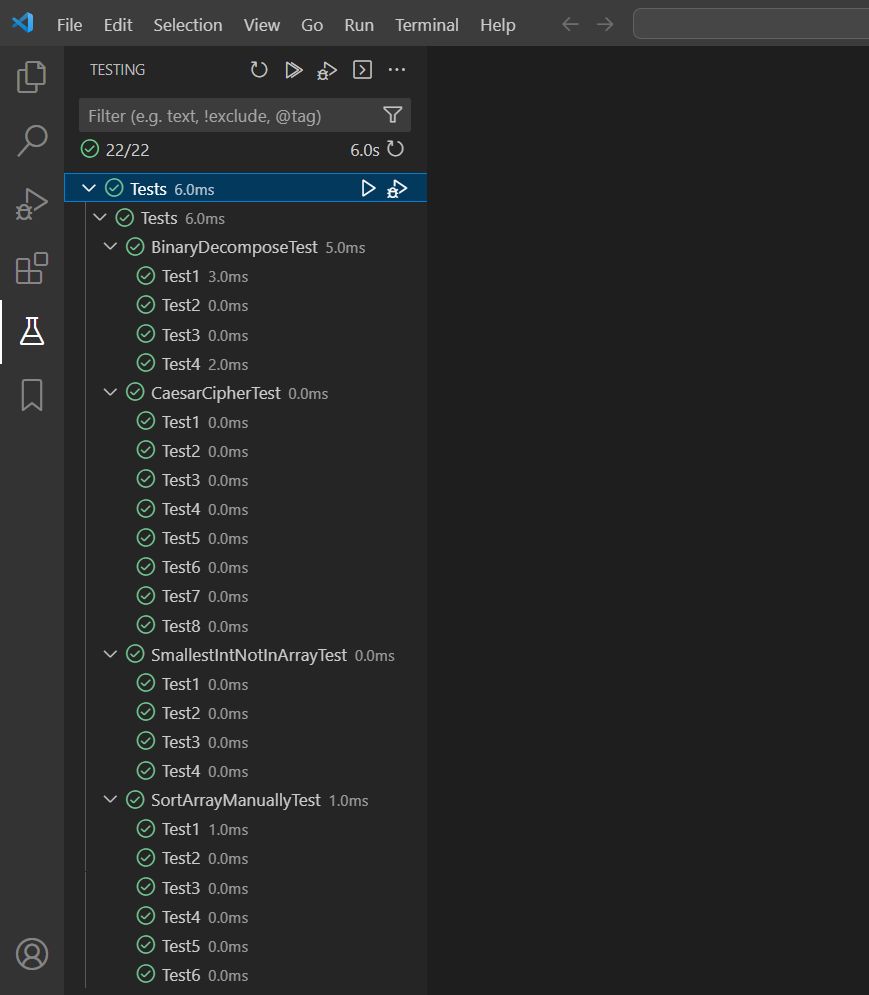 File Edit Selection View Go Run Terminal Help
TESTING
Filter (e.g. text, !exclude, @tag)
22/22 6.0s
Tests 6.0ms
Tests 6.0ms
BinaryDecomposeTest 5.0ms
Test1 3.0ms
Test2 0.0ms
Test3 0.0ms
Test4 2.0ms
CaesarCipherTest 0.0ms
Test1 0.0ms
Test2 0.0ms
Test3 0.0ms
Test4 0.0ms
Test5 0.0ms
Test6 0.0ms
Test7 0.0ms
Test8 0.0ms
SmallestIntNotInArrayTest 0.0ms
Test1 0.0ms
Test2 0.0ms
Test3 0.0ms
Test4 0.0ms
SortArrayManuallyTest 1.0ms
Test1 1.0ms
Test2 0.0ms
Test3 0.0ms
Test4 0.0ms
Test5 0.0ms
Test6 0.0ms